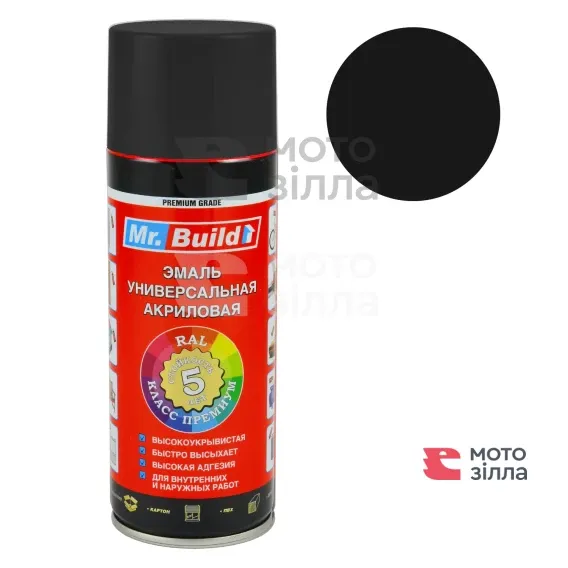 PREMIUM GRADE
Mr. Build
ЭМАЛЬ
УНИВЕРСАЛЬНАЯ
АКРИЛОВАЯ
RAL
5
ЛЕТ
КЛАСС ПРЕМИУМ
ВЫСОКОУКРЫВИСТАЯ
БЫСТРО ВЫСЫХАЕТ
ВЫСОКАЯ АДГЕЗИЯ
ДЛЯ ВНУТРЕННИХ
И НАРУЖНЫХ РАБОТ
• КАРТОН
• ПВХ
МОТО
ЗІЛЛА
МОТО
ЗІЛЛА
МОТО
ЗІЛЛА